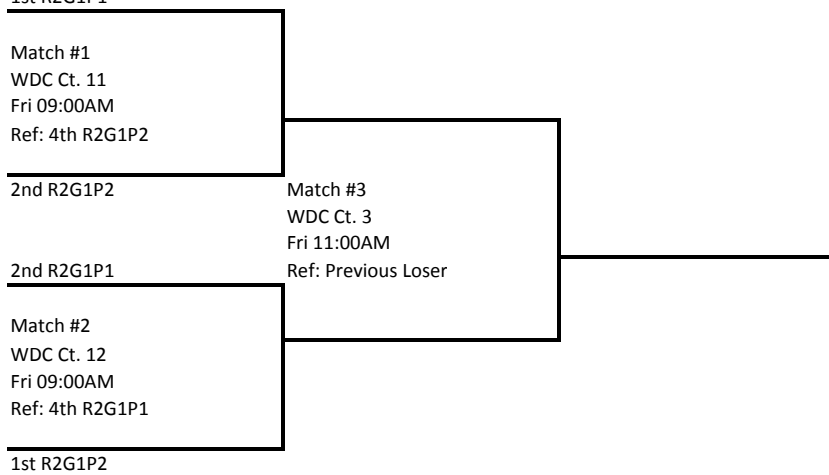 1st R2G1P1
Match #1
WDC Ct. 11
Fri 09:00AM
Ref: 4th R2G1P2
2nd R2G1P2
Match #3
WDC Ct. 3
Fri 11:00AM
2nd R2G1P1
Ref: Previous Loser
Match #2
WDC Ct. 12
Fri 09:00AM
Ref: 4th R2G1P1
1st R2G1P2